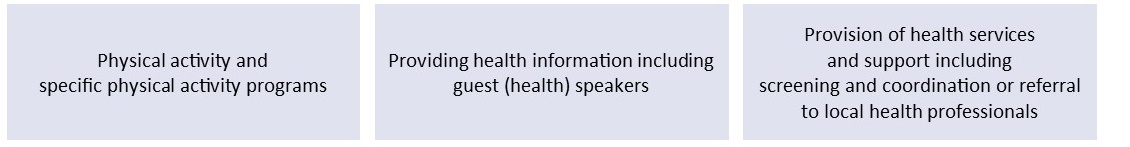 Physical activity and
specific physical activity programs
Providing health information including
guest (health) speakers
Provision of health services
and support including
screening and coordination or referral
to local health professionals